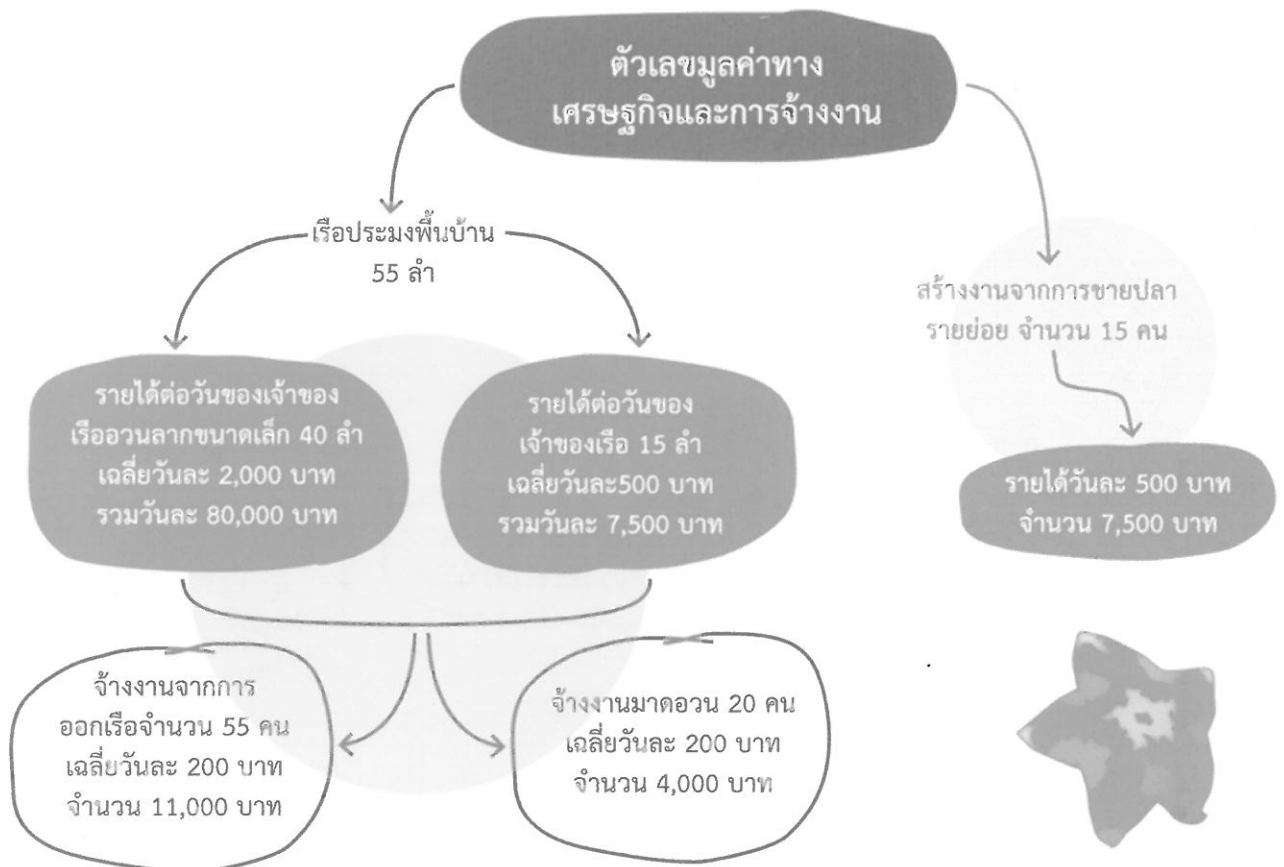 ตัวเลขมูลค่าทาง
เศรษฐกิจและการจ้างงาน
เรือประมงพื้นบ้าน
55 ลำ
รายได้ต่อวันของเจ้าของ
เรืออวนลากขนาดเล็ก 40 ลำ
เฉลี่ยวันละ 2,000 บาท
รวมวันละ 80,000 บาท
รายได้ต่อวันของ
เจ้าของเรือ 15 ลำ
เฉลี่ยวันละ500 บาท
รวมวันละ 7,500 บาท
จ้างงานจากการ
ออกเรือจำนวน 55 คน
เฉลี่ยวันละ 200 บาท
จำนวน 11,000 บาท
จ้างงานมาดอวน 20 คน
เฉลี่ยวันละ 200 บาท
จำนวน 4,000 บาท
สร้างงานจากการขายปลา
รายย่อย จำนวน 15 คน
รายได้วันละ 500 บาท
จำนวน 7,500 บาท